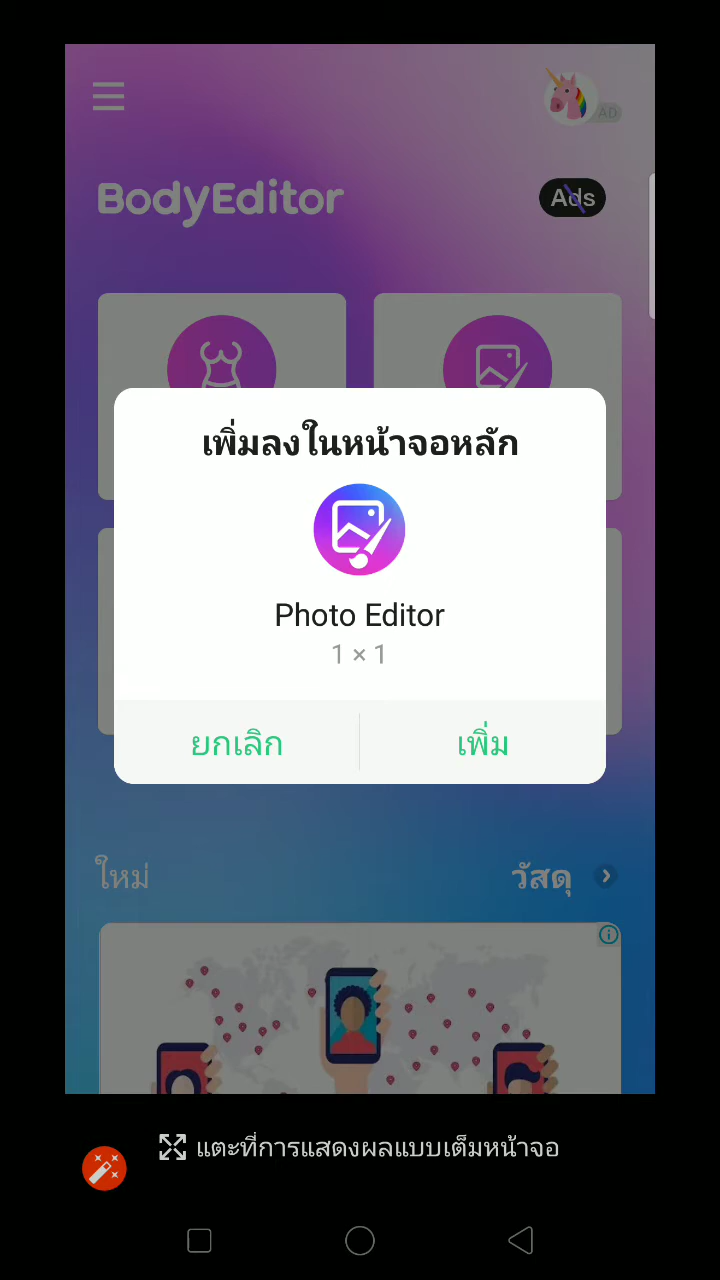 AD
BodyEditor
Ads
เพิ่มลงในหน้าจอหลัก
Photo Editor
1 × 1
ยกเลิก
เพิ่ม
ใหม่
วัสดุ
แตะที่การแสดงผลแบบเต็มหน้าจอ